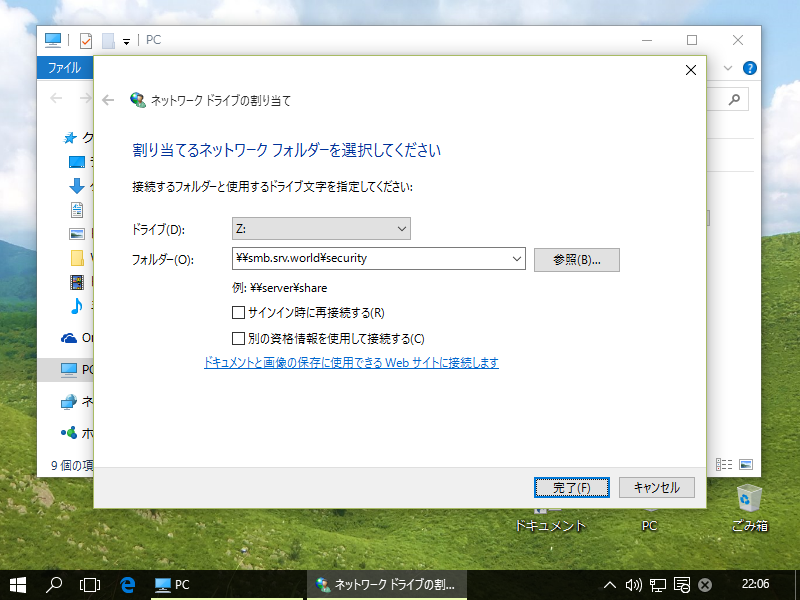 PC
ファイル
ネットワーク ドライブの割り当て
割り当てるネットワーク フォルダーを選択してください
接続するフォルダーと使用するドライブ文字を指定してください:
ドライブ(D): Z:
フォルダー(O): ¥¥smb.srv.world¥security 参照(B)...
例: ¥¥server¥share
サインイン時に再接続する(R)
別の資格情報を使用して接続する(C)
ドキュメントと画像の保存に使用できる Web サイトに接続します
ク
PC
ネ
ホ
9 個の項
完了(F) キャンセル
ドキュメント PC ごみ箱
PC ネットワーク ドライブの割... 22:06